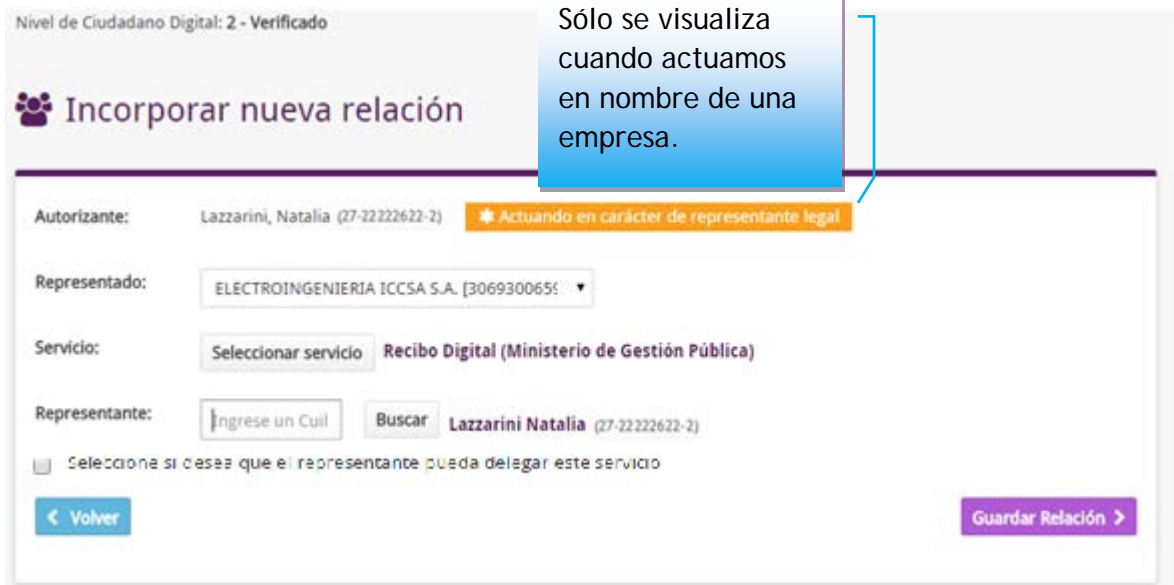 Nivel de Ciudadano Digital: 2 - Verificado
Sólo se visualiza
cuando actuamos
en nombre de una
empresa.
Incorporar nueva relación
Autorizante: Lazzarini, Natalia (27-22222622-2) ✱ Actuando en carácter de representante legal
Representado: ELECTROINGENIERIA ICCSA S.A. [3069300659
Servicio: Seleccionar servicio Recibo Digital (Ministerio de Gestión Pública)
Representante: Ingrese un Cuil Buscar Lazzarini Natalia (27-22222622-2)
Seleccione si desea que el representante pueda delegar este servicio
Volver Guardar Relación